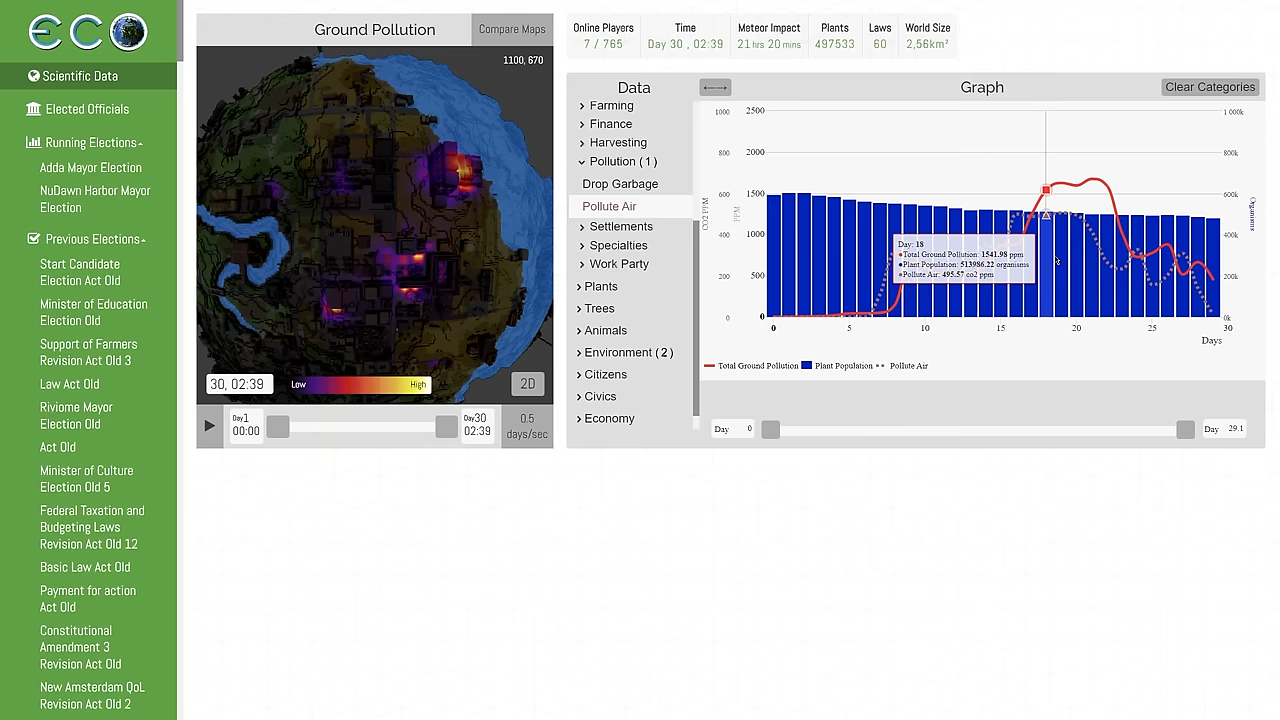 ECO
Scientific Data
Elected Officials
Running Elections
Adda Mayor Election
NuDawn Harbor Mayor
Election
Previous Elections
Start Candidate
Election Act Old
Minister of Education
Election Old
Support of Farmers
Revision Act Old 3
Law Act Old
Riviome Mayor
Election Old
Act Old
Minister of Culture
Election Old 5
Federal Taxation and
Budgeting Laws
Revision Act Old 12
Basic Law Act Old
Payment for action
Act Old
Constitutional
Amendment 3
Revision Act Old
New Amsterdam QoL
Revision Act Old 2
Ground Pollution
Compare Maps
1100, 670
30, 02:39
Low
High
2D
Day1
00:00
Day30
02:39
0.5
days/sec
Online Players
7 / 765
Time
Day 30 , 02:39
Meteor Impact
21 hrs 20 mins
Plants
497533
Laws
60
World Size
2,56km²
Data
Farming
Finance
Harvesting
Pollution (1)
Drop Garbage
Pollute Air
Settlements
Specialties
Work Party
Plants
Trees
Animals
Environment (2)
Citizens
Civics
Economy
Graph
Clear Categories
CO2 PPM
1000
800
600
400
200
0
PPM
2500
2000
1500
1000
500
0
1 000k
800k
600k
400k
200k
0k
Organisms
Day: 18
Total Ground Pollution: 1541.98 ppm
Plant Population: 513986.22 organisms
Pollute Air: 495.57 co2 ppm
0
5
10
15
20
25
30
Days
Total Ground Pollution
Plant Population
Pollute Air
Day 0
Day 29.1